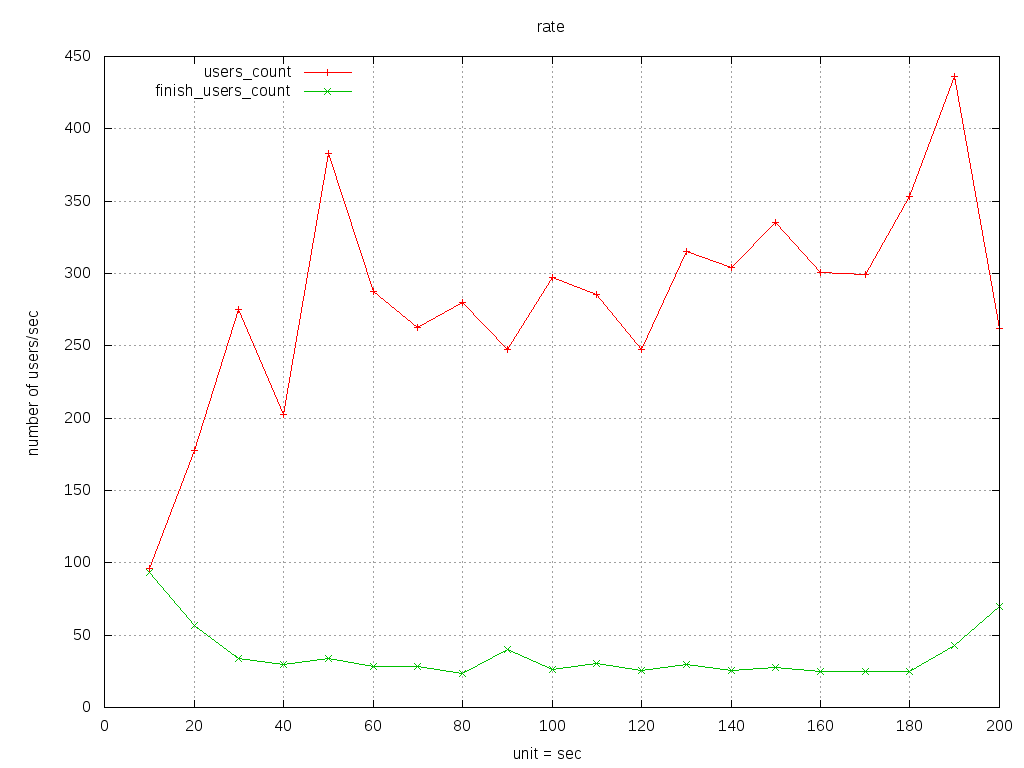 rate
450
400
350
300
250
200
150
100
50
0
users_count
finish_users_count
number of users/sec
0 20 40 60 80 100 120 140 160 180 200
unit = sec